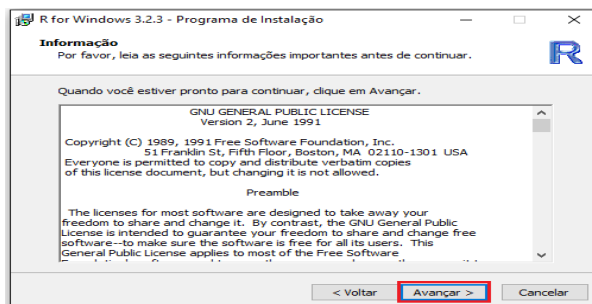 R for Windows 3.2.3 - Programa de Instalação
Informação
Por favor, leia as seguintes informações importantes antes de continuar.
R
Quando você estiver pronto para continuar, clique em Avançar.
GNU GENERAL PUBLIC LICENSE
Version 2, June 1991
Copyright (C) 1989, 1991 Free Software Foundation, Inc.
51 Franklin St, Fifth Floor, Boston, MA 02110-1301 USA
Everyone is permitted to copy and distribute verbatim copies
of this license document, but changing it is not allowed.
Preamble
The licenses for most software are designed to take away your
freedom to share and change it. By contrast, the GNU General Public
License is intended to guarantee your freedom to share and change free
software--to make sure the software is free for all its users. This
General Public License applies to most of the Free Software
< Voltar
Avançar >
Cancelar